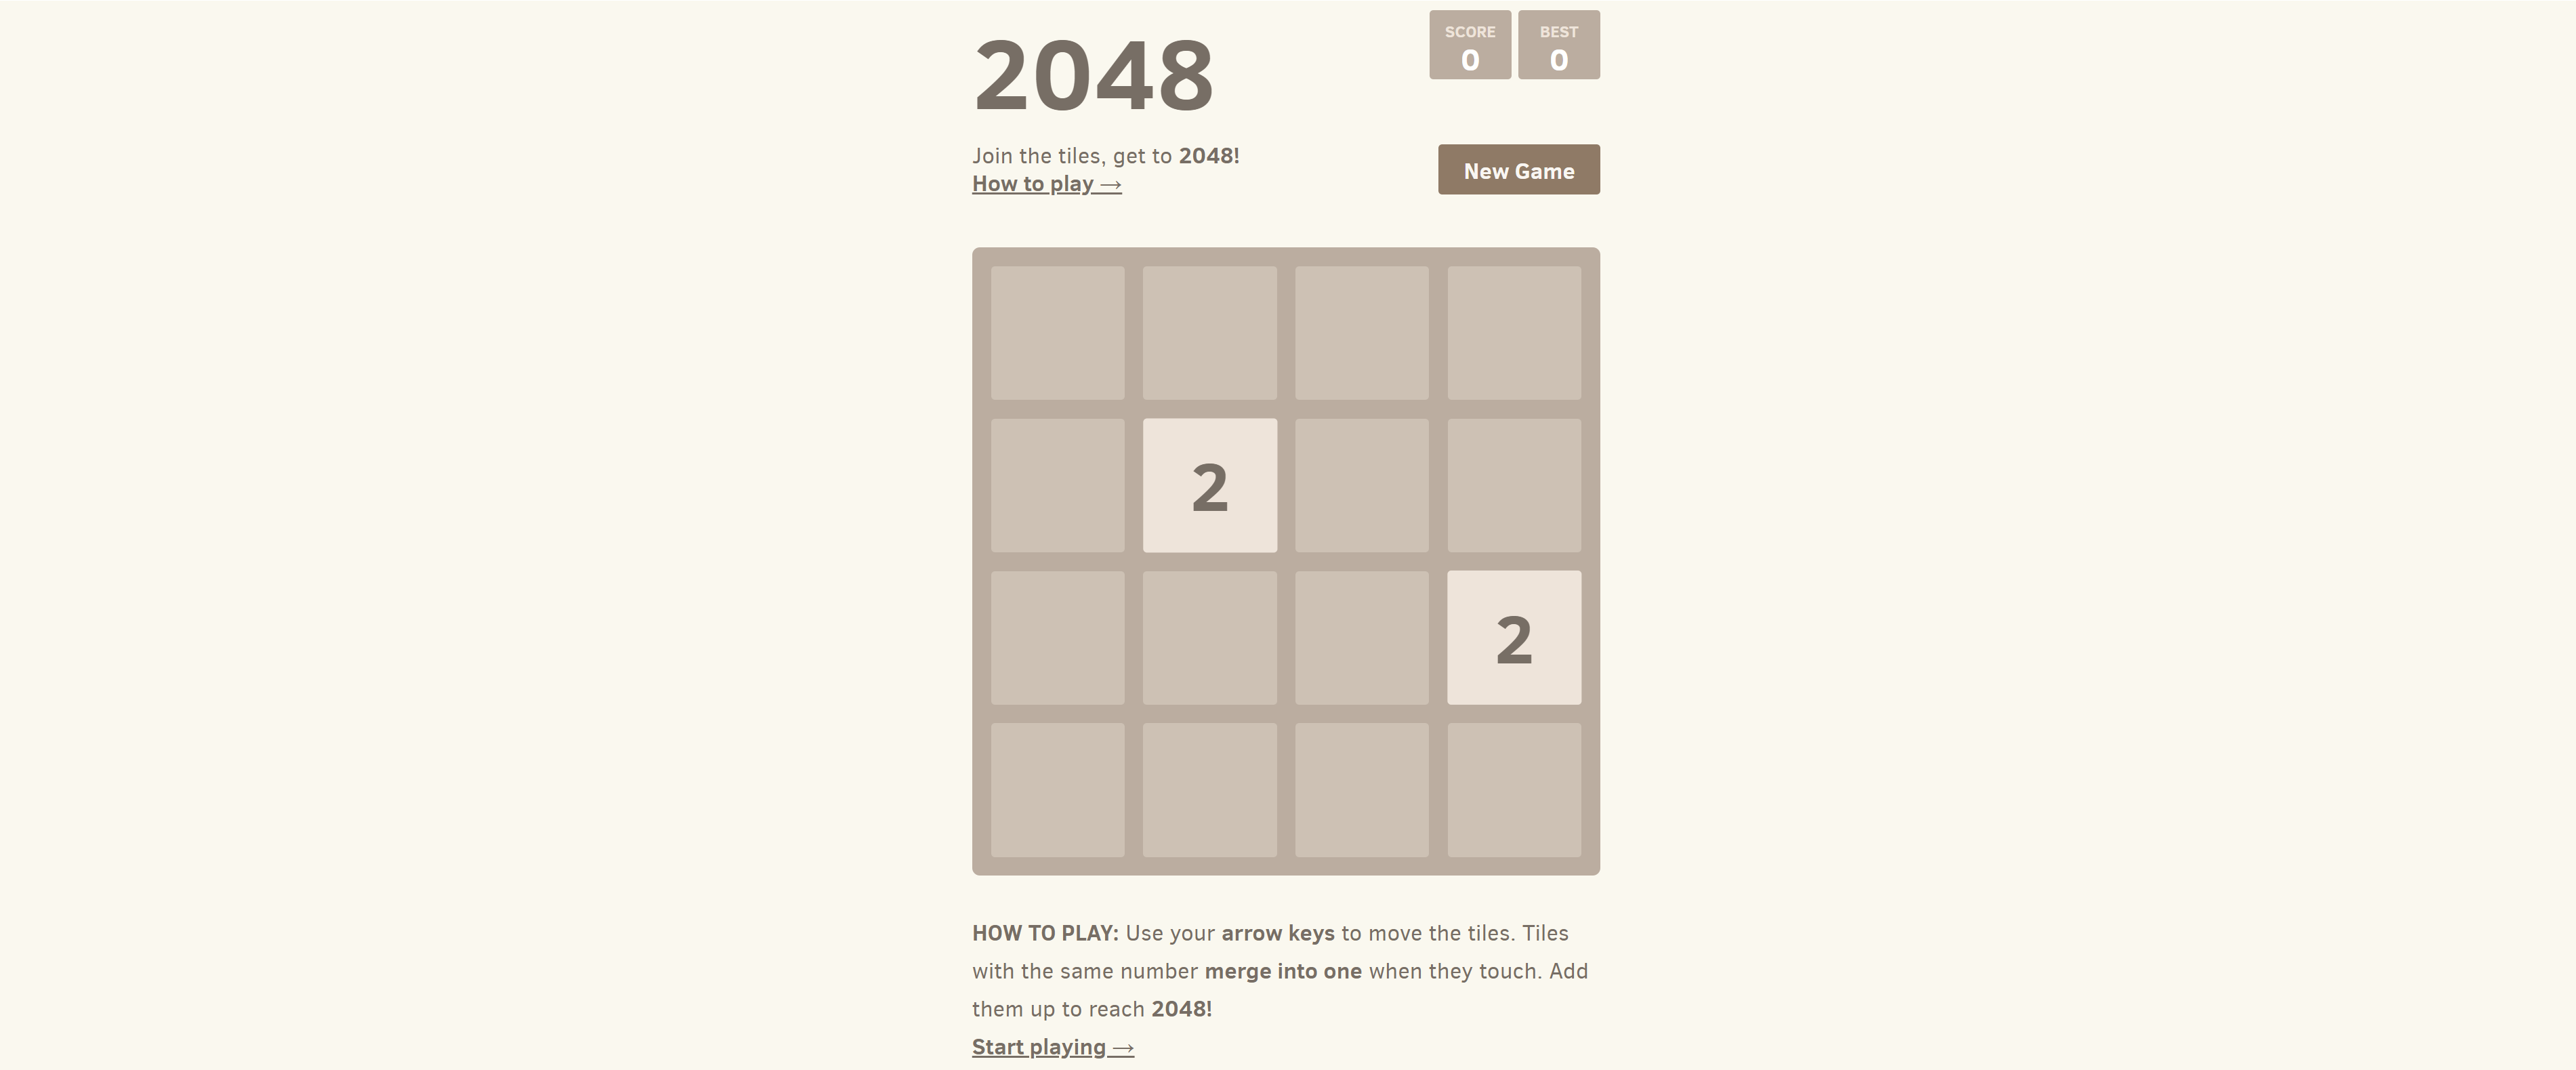 2048
SCORE
0
BEST
0
Join the tiles, get to 2048!
How to play →
New Game
2
2
HOW TO PLAY: Use your arrow keys to move the tiles. Tiles
with the same number merge into one when they touch. Add
them up to reach 2048!
Start playing →